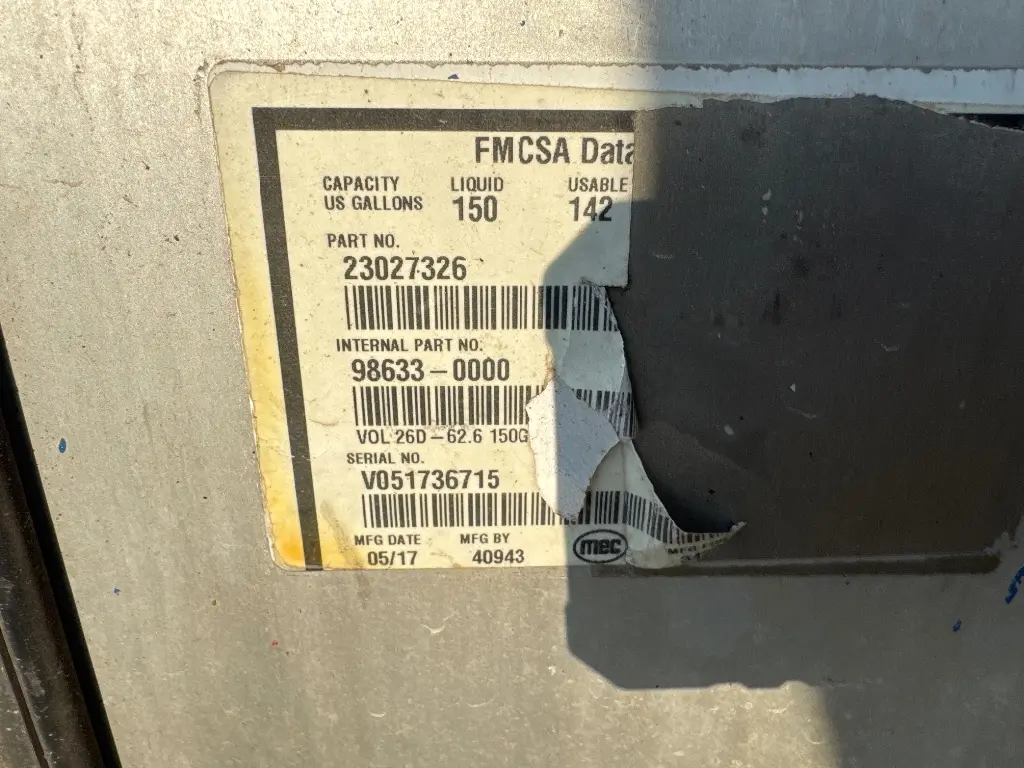 FMCSA Data
CAPACITY LIQUID USABLE
US GALLONS 150 142
PART NO.
23027326
INTERNAL PART NO.
98633-0000
VOL 26D-62.6 150G
SERIAL NO.
V051736715
MFG DATE MFG BY mec
05/17 40943